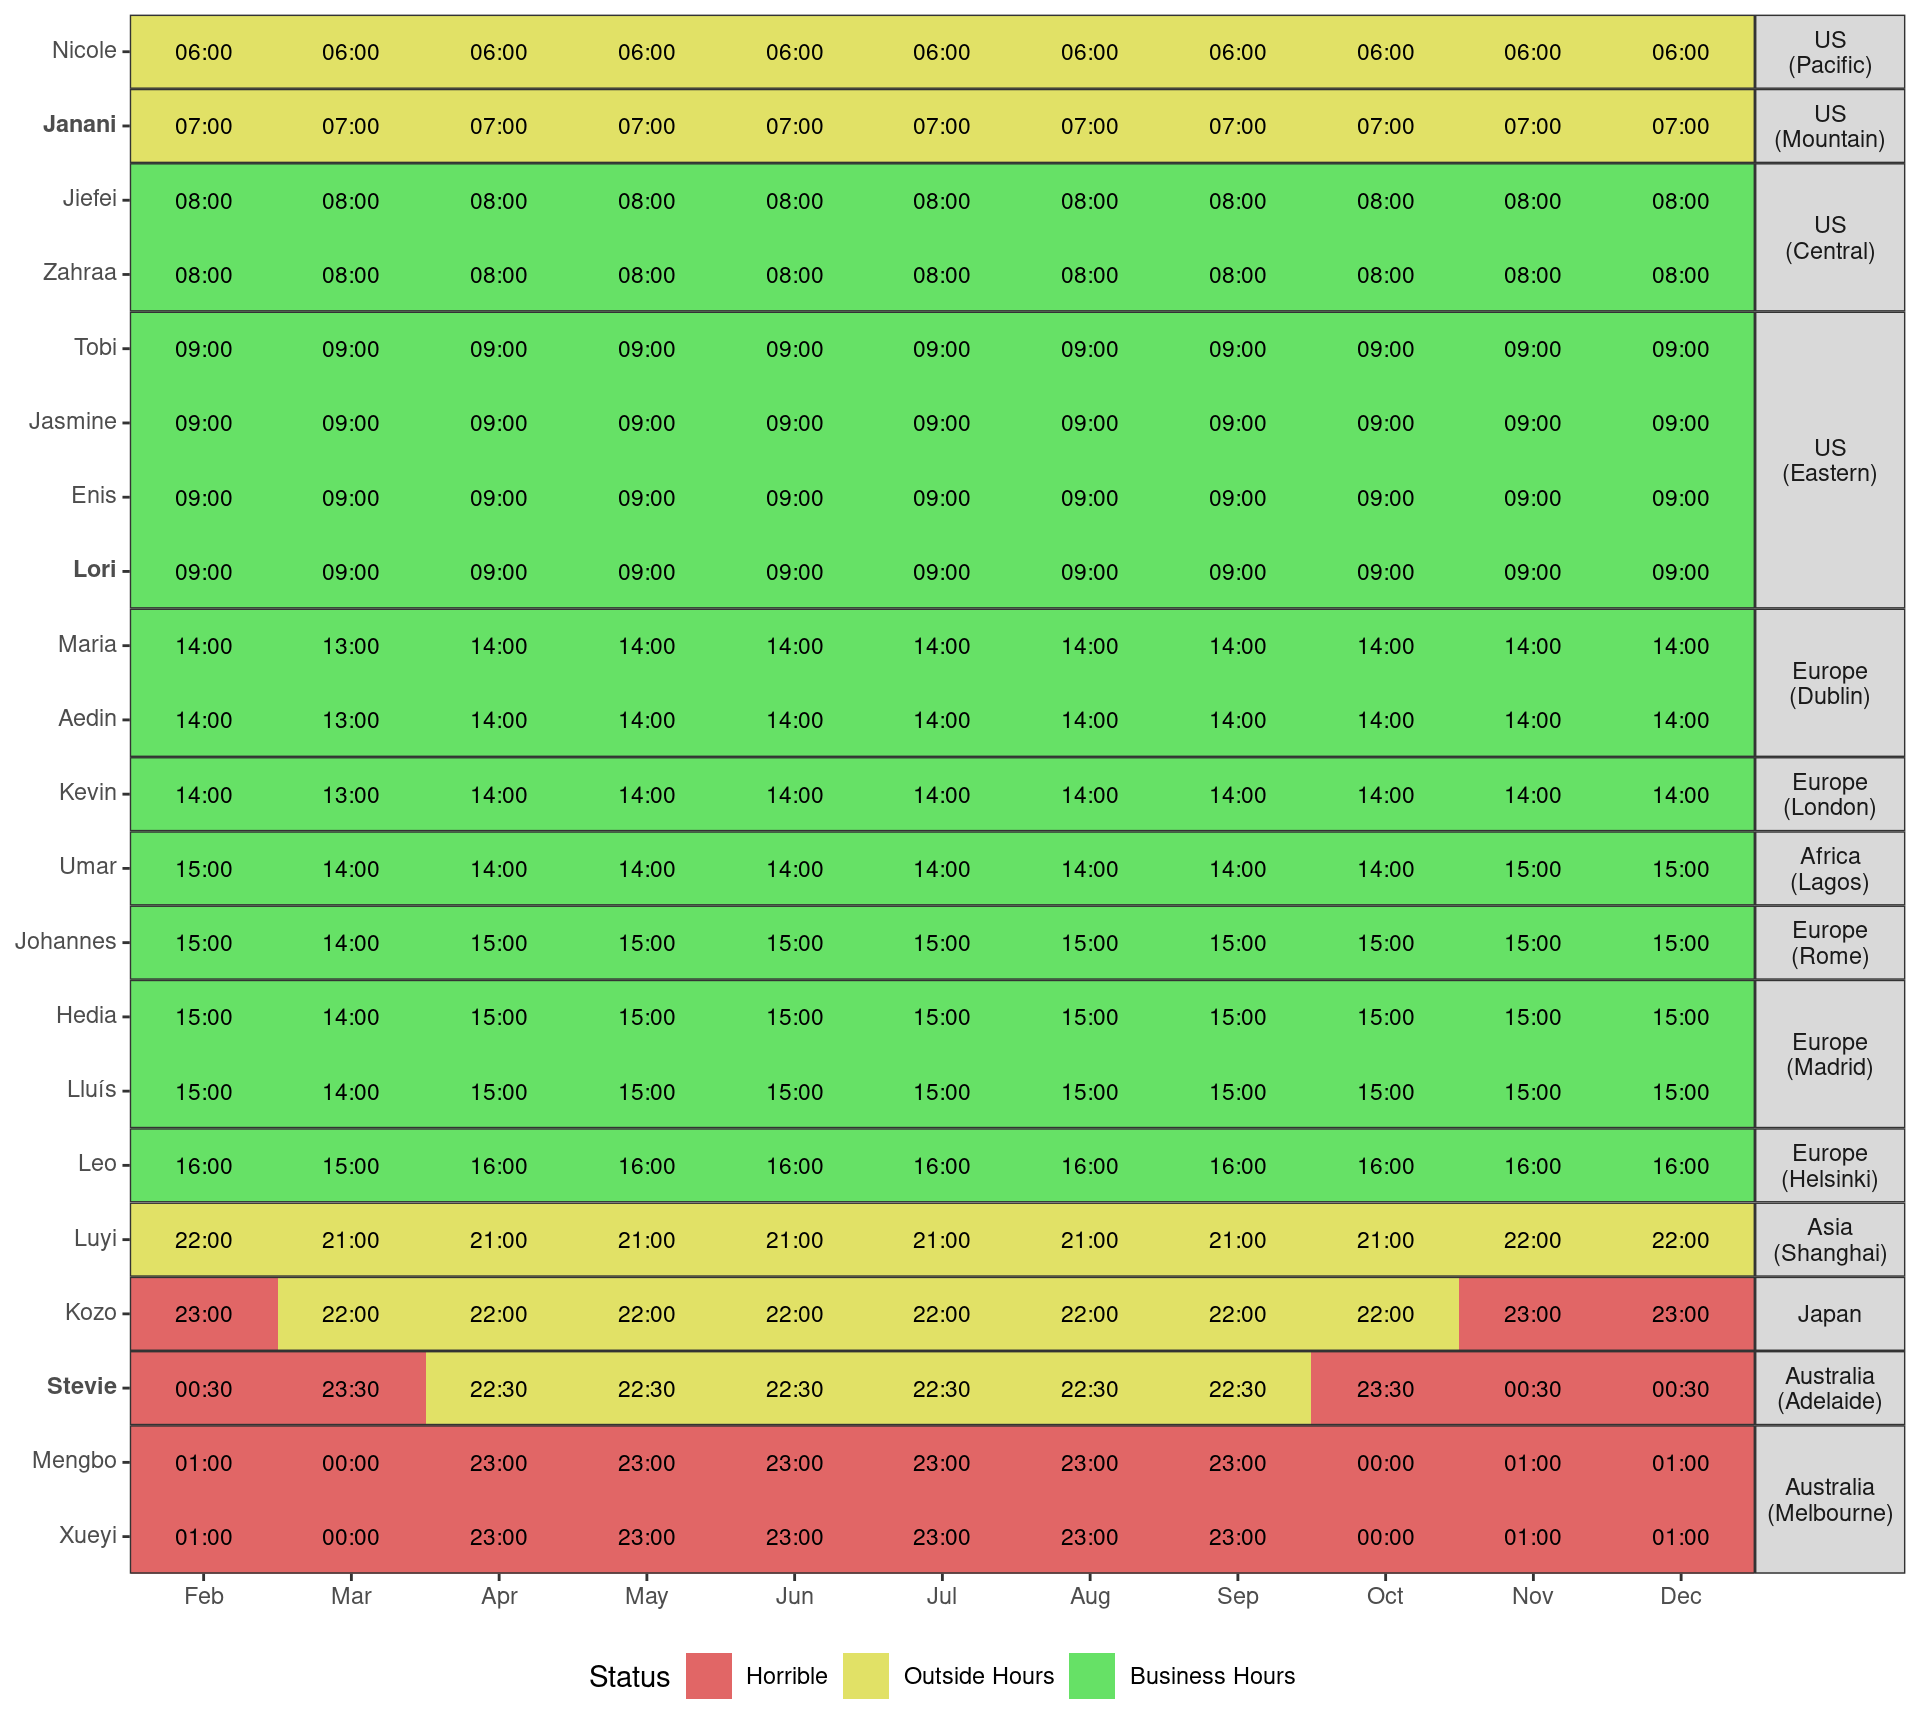 Nicole 06:00 06:00 06:00 06:00 06:00 06:00 06:00 06:00 06:00 06:00 06:00 US
(Pacific)
Janani 07:00 07:00 07:00 07:00 07:00 07:00 07:00 07:00 07:00 07:00 07:00 US
(Mountain)
Jiefei 08:00 08:00 08:00 08:00 08:00 08:00 08:00 08:00 08:00 08:00 08:00
US
(Central)
Zahraa 08:00 08:00 08:00 08:00 08:00 08:00 08:00 08:00 08:00 08:00 08:00
Tobi 09:00 09:00 09:00 09:00 09:00 09:00 09:00 09:00 09:00 09:00 09:00
Jasmine 09:00 09:00 09:00 09:00 09:00 09:00 09:00 09:00 09:00 09:00 09:00
US
(Eastern)
Enis 09:00 09:00 09:00 09:00 09:00 09:00 09:00 09:00 09:00 09:00 09:00
Lori 09:00 09:00 09:00 09:00 09:00 09:00 09:00 09:00 09:00 09:00 09:00
Maria 14:00 13:00 14:00 14:00 14:00 14:00 14:00 14:00 14:00 14:00 14:00
Europe
(Dublin)
Aedin 14:00 13:00 14:00 14:00 14:00 14:00 14:00 14:00 14:00 14:00 14:00
Kevin 14:00 13:00 14:00 14:00 14:00 14:00 14:00 14:00 14:00 14:00 14:00 Europe
(London)
Umar 15:00 14:00 14:00 14:00 14:00 14:00 14:00 14:00 14:00 15:00 15:00 Africa
(Lagos)
Johannes 15:00 14:00 15:00 15:00 15:00 15:00 15:00 15:00 15:00 15:00 15:00 Europe
(Rome)
Hedia 15:00 14:00 15:00 15:00 15:00 15:00 15:00 15:00 15:00 15:00 15:00
Europe
(Madrid)
Lluís 15:00 14:00 15:00 15:00 15:00 15:00 15:00 15:00 15:00 15:00 15:00
Leo 16:00 15:00 16:00 16:00 16:00 16:00 16:00 16:00 16:00 16:00 16:00 Europe
(Helsinki)
Luyi 22:00 21:00 21:00 21:00 21:00 21:00 21:00 21:00 21:00 22:00 22:00 Asia
(Shanghai)
Kozo 23:00 22:00 22:00 22:00 22:00 22:00 22:00 22:00 22:00 23:00 23:00 Japan
Stevie 00:30 23:30 22:30 22:30 22:30 22:30 22:30 22:30 23:30 00:30 00:30 Australia
(Adelaide)
Mengbo 01:00 00:00 23:00 23:00 23:00 23:00 23:00 23:00 00:00 01:00 01:00
Australia
(Melbourne)
Xueyi 01:00 00:00 23:00 23:00 23:00 23:00 23:00 23:00 00:00 01:00 01:00
Feb Mar Apr May Jun Jul Aug Sep Oct Nov Dec
Status Horrible Outside Hours Business Hours